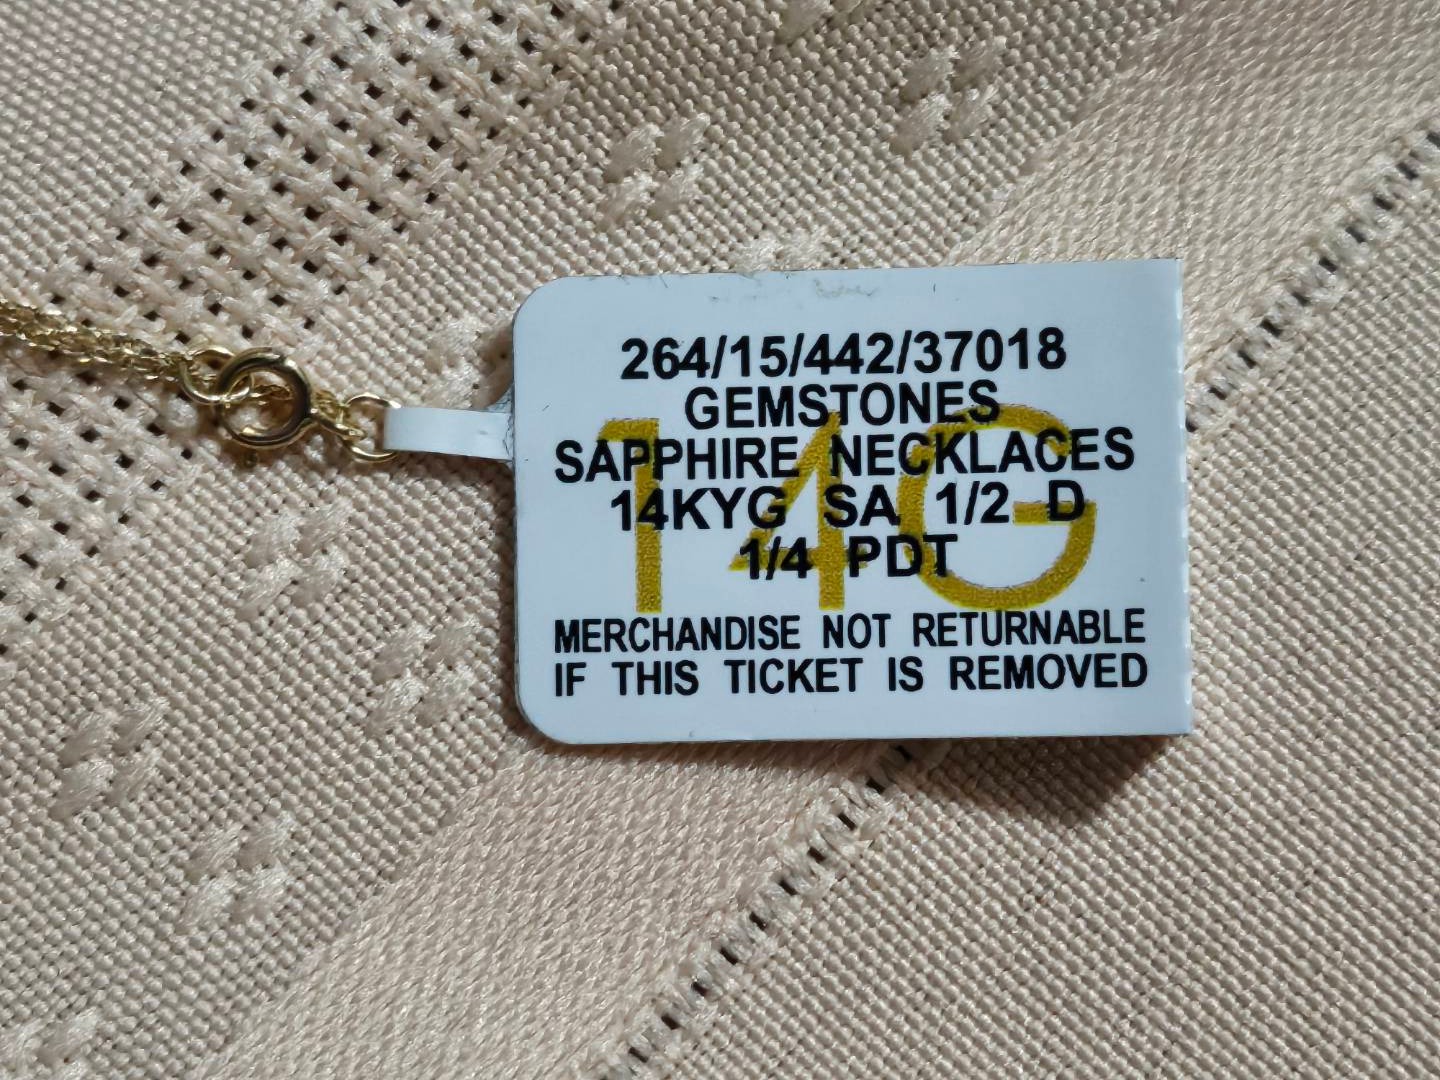 264/15/442/37018
GEMSTONES
SAPPHIRE NECKLACES
14KYG SA 1/2 D
1/4 PDT
14G
MERCHANDISE NOT RETURNABLE
IF THIS TICKET IS REMOVED